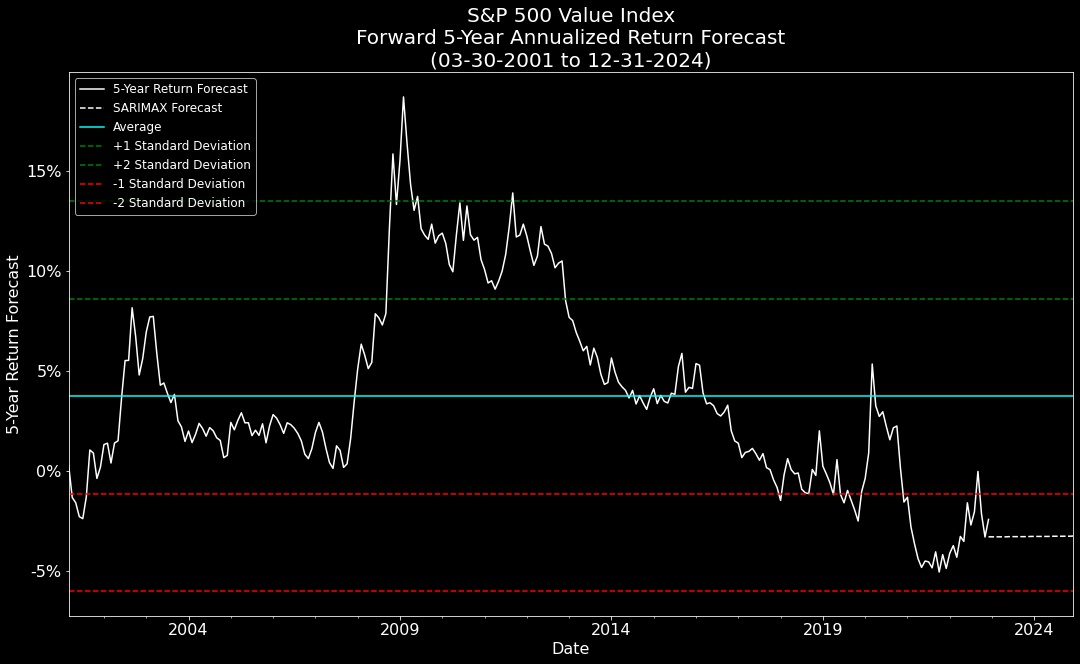 S&P 500 Value Index
Forward 5-Year Annualized Return Forecast
(03-30-2001 to 12-31-2024)
5-Year Return Forecast
SARIMAX Forecast
Average
+1 Standard Deviation
+2 Standard Deviation
-1 Standard Deviation
-2 Standard Deviation
5-Year Return Forecast
15%
10%
5%
0%
-5%
2004
2009
2014
2019
2024
Date